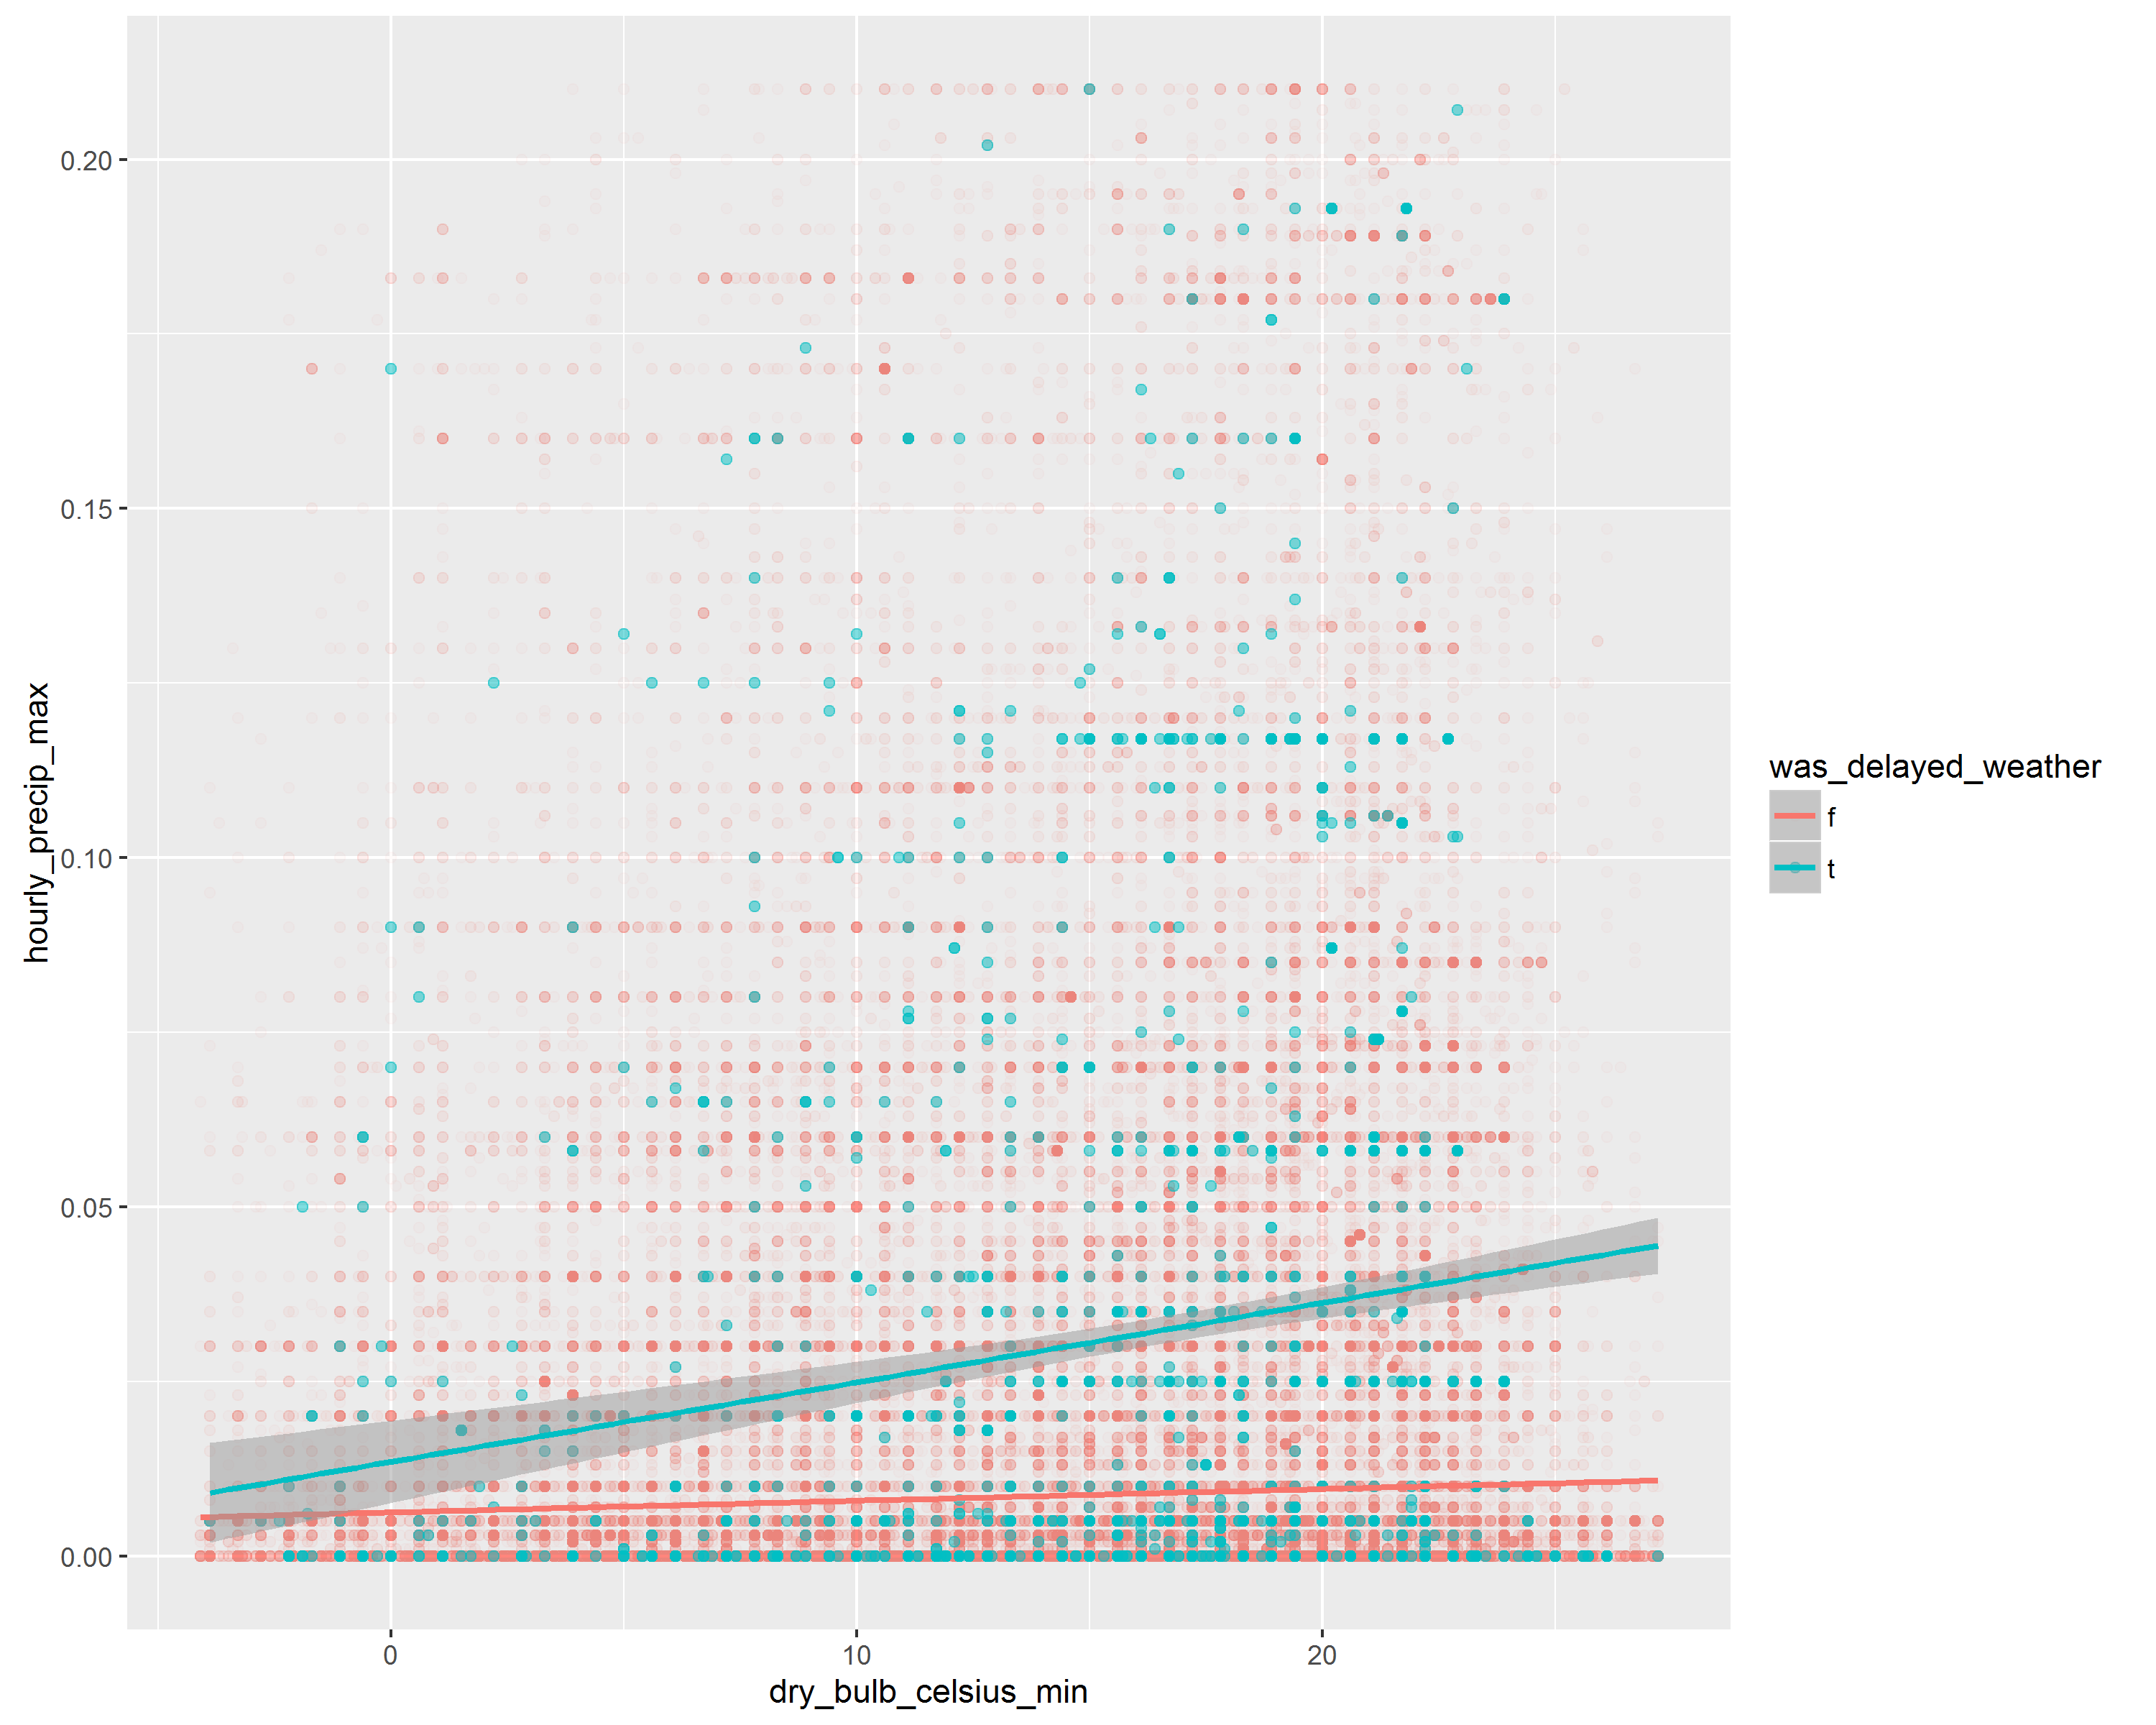 0.20
0.15
0.10
0.05
0.00
hourly_precip_max
0
10
20
dry_bulb_celsius_min
was_delayed_weather
f
t